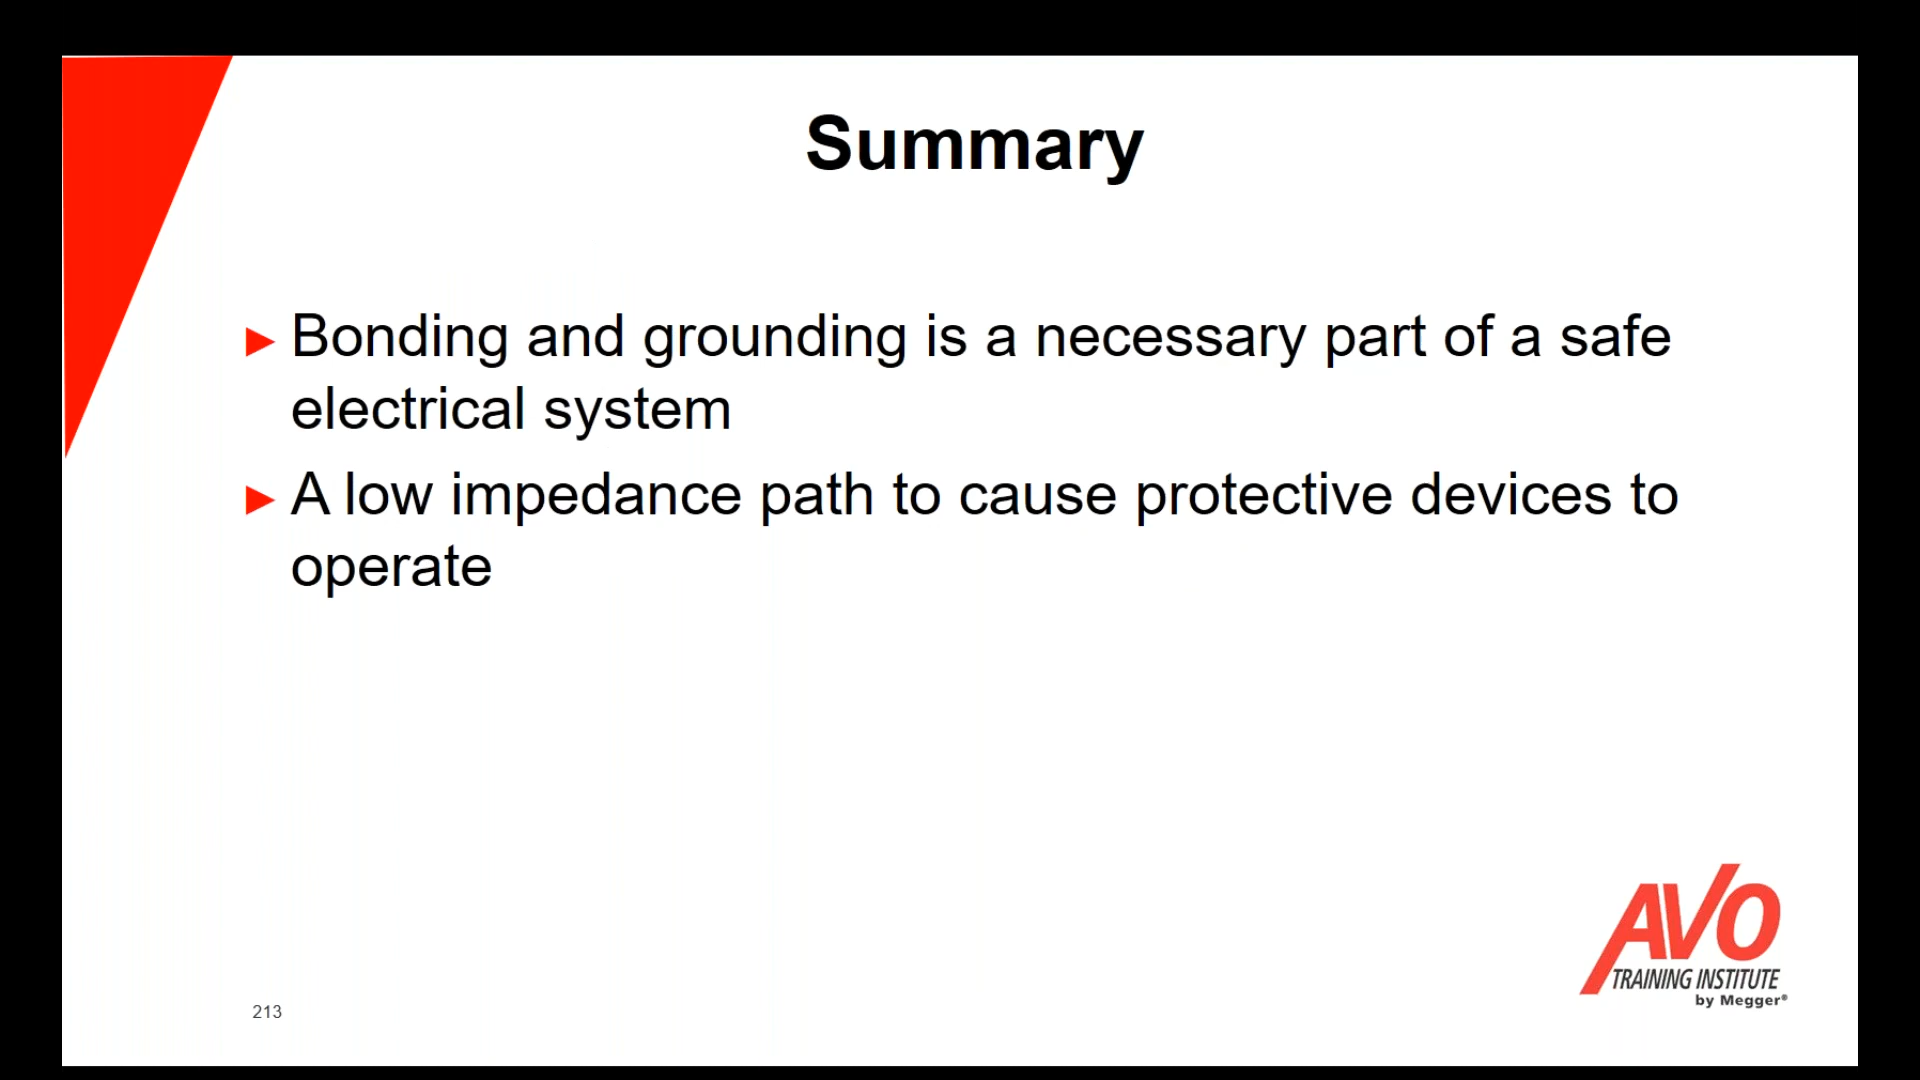 Summary
► Bonding and grounding is a necessary part of a safe
electrical system
► A low impedance path to cause protective devices to
operate
AVO
TRAINING INSTITUTE
by Megger®
213